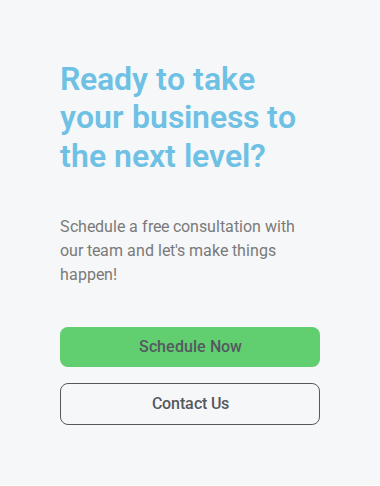 Ready to take
your business to
the next level?
Schedule a free consultation with
our team and let's make things
happen!
Schedule Now
Contact Us